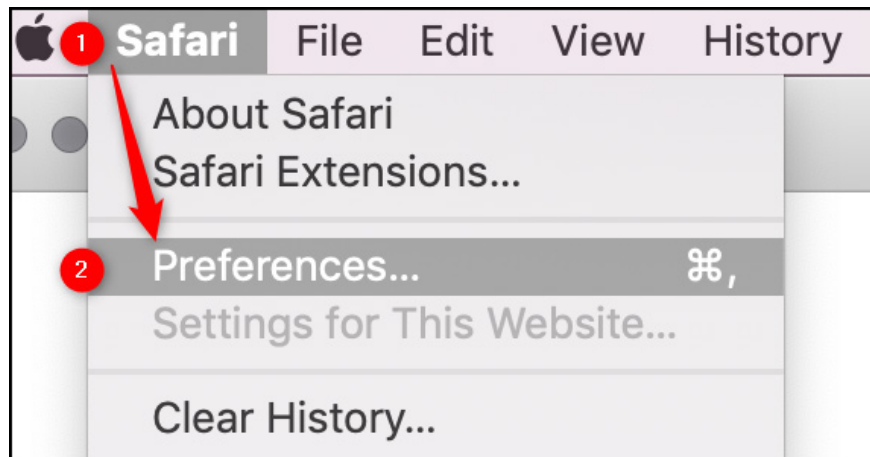 1 Safari File Edit View History
About Safari
Safari Extensions...
2 Preferences... ⌘,
Settings for This Website...
Clear History...